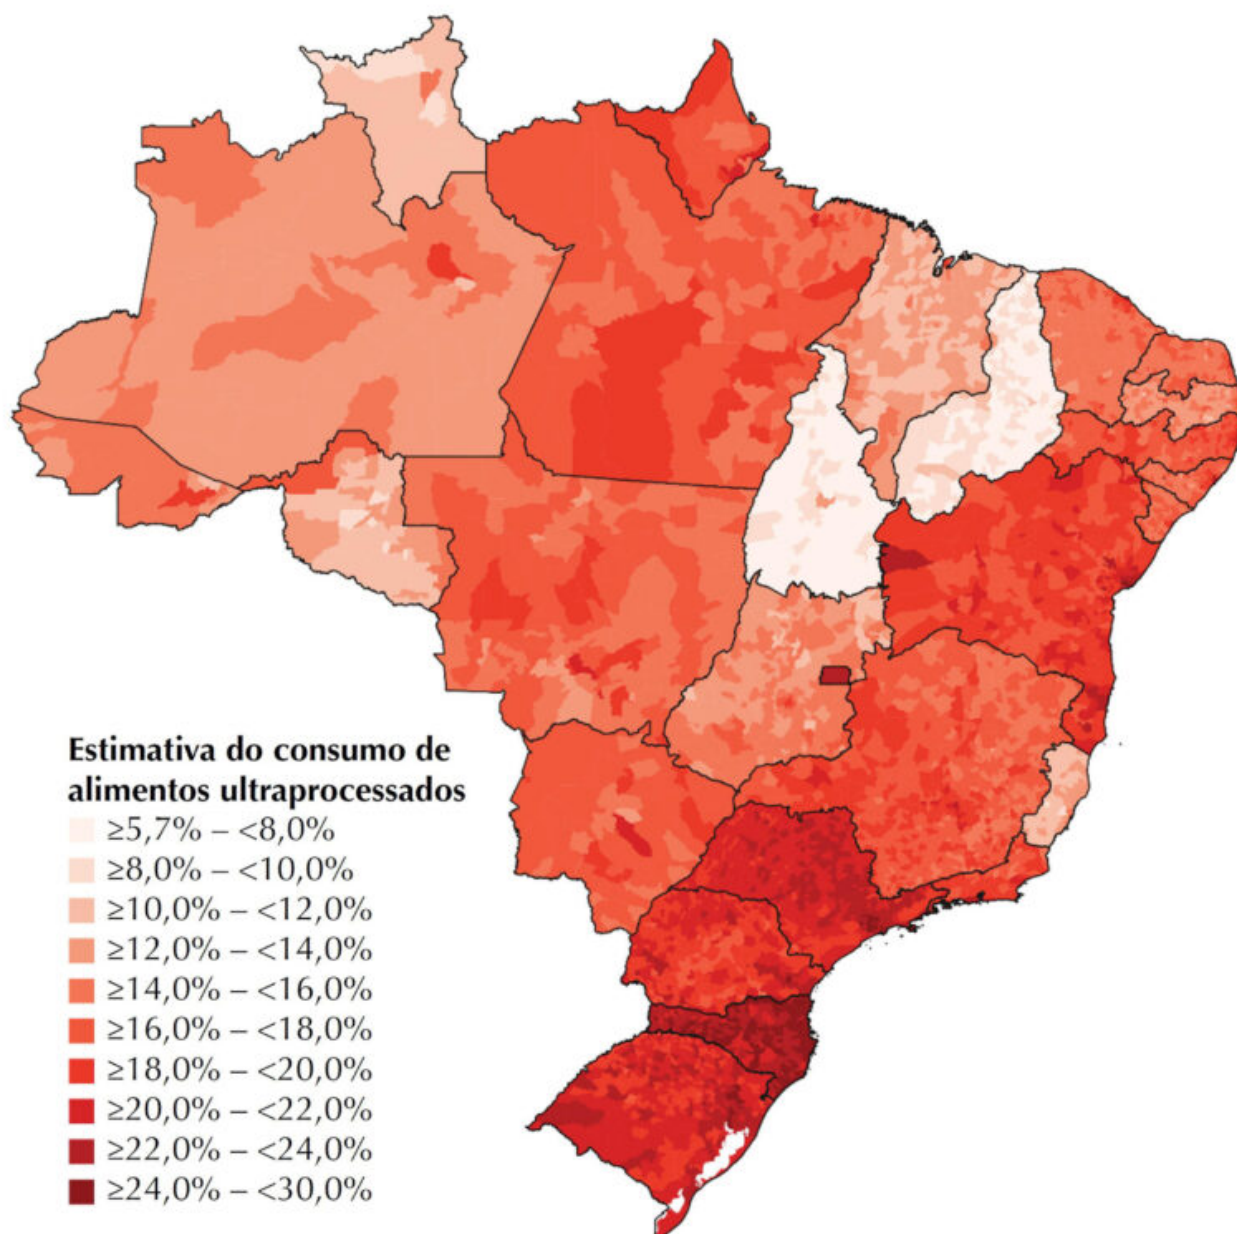 Estimativa do consumo de
alimentos ultraprocessados
≥5,7% – <8,0%
≥8,0% – <10,0%
≥10,0% – <12,0%
≥12,0% – <14,0%
≥14,0% – <16,0%
≥16,0% – <18,0%
≥18,0% – <20,0%
≥20,0% – <22,0%
≥22,0% – <24,0%
≥24,0% – <30,0%